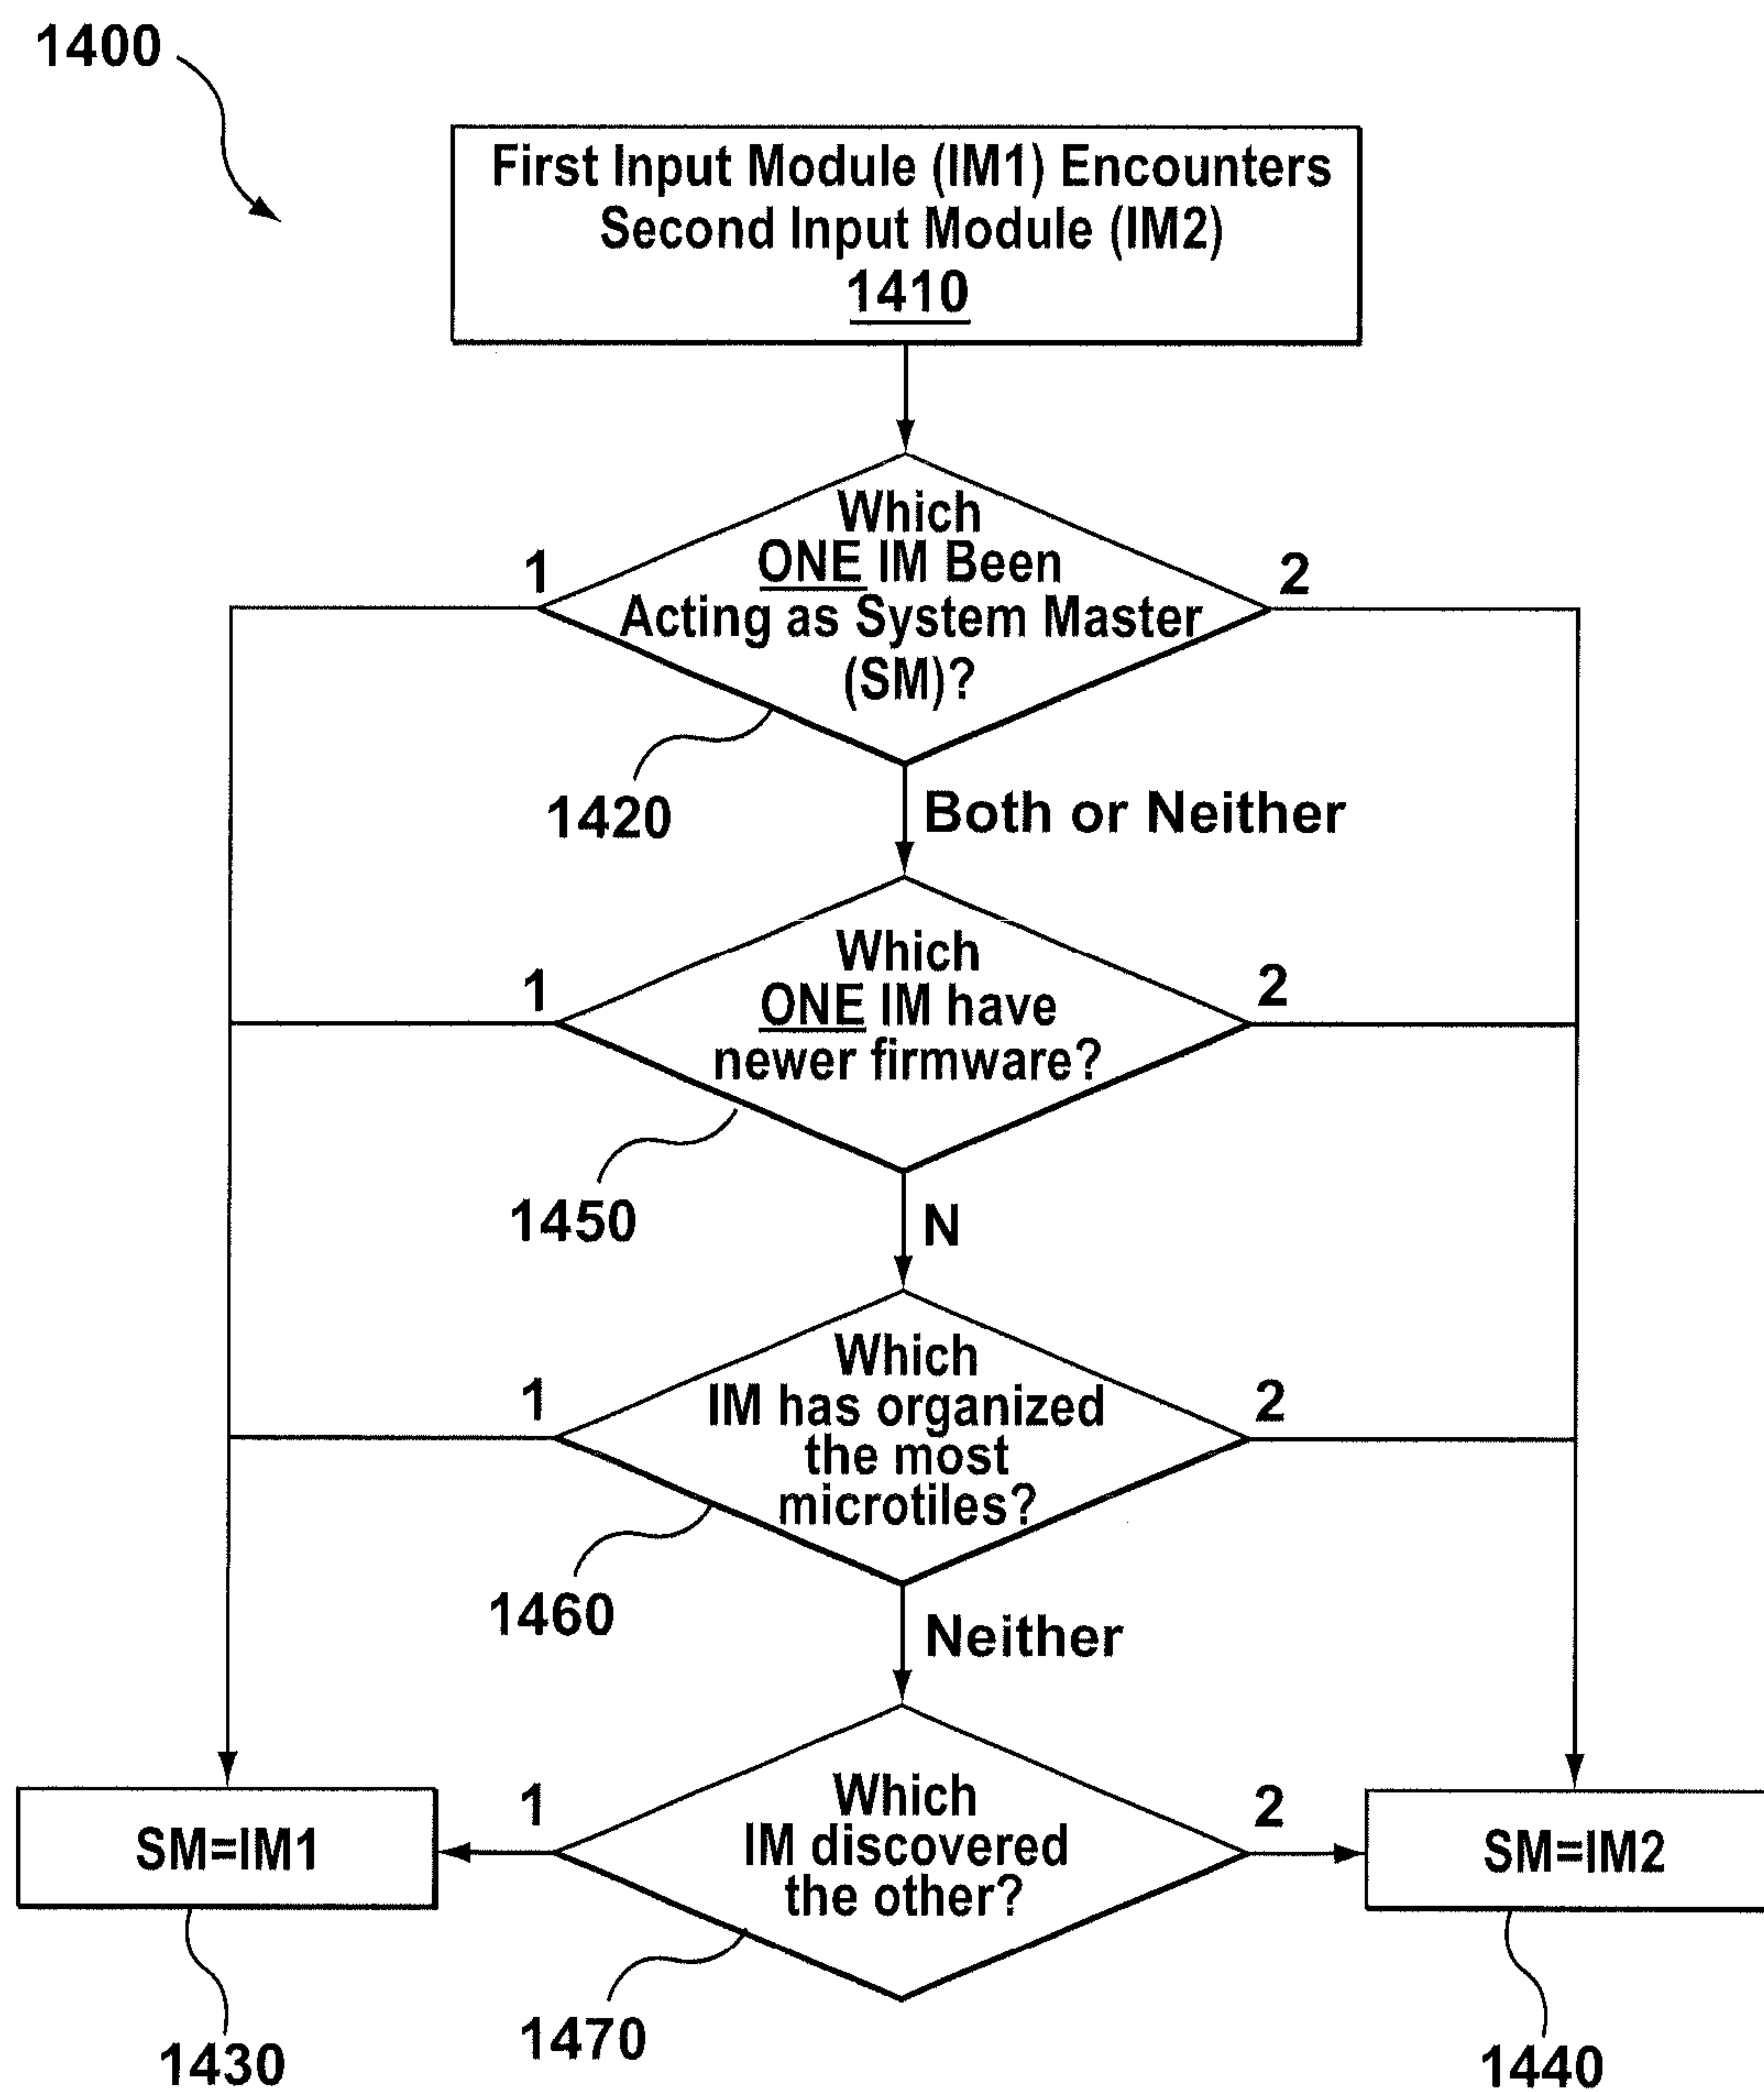 1400
First Input Module (IM1) Encounters
Second Input Module (IM2)
1410
Which
ONE IM Been
Acting as System Master
(SM)?
1
2
1420
Both or Neither
Which
ONE IM have
newer firmware?
1
2
1450
N
Which
IM has organized
the most
microtiles?
1
2
1460
Neither
Which
IM discovered
the other?
1
2
SM=IM1
SM=IM2
1430
1470
1440